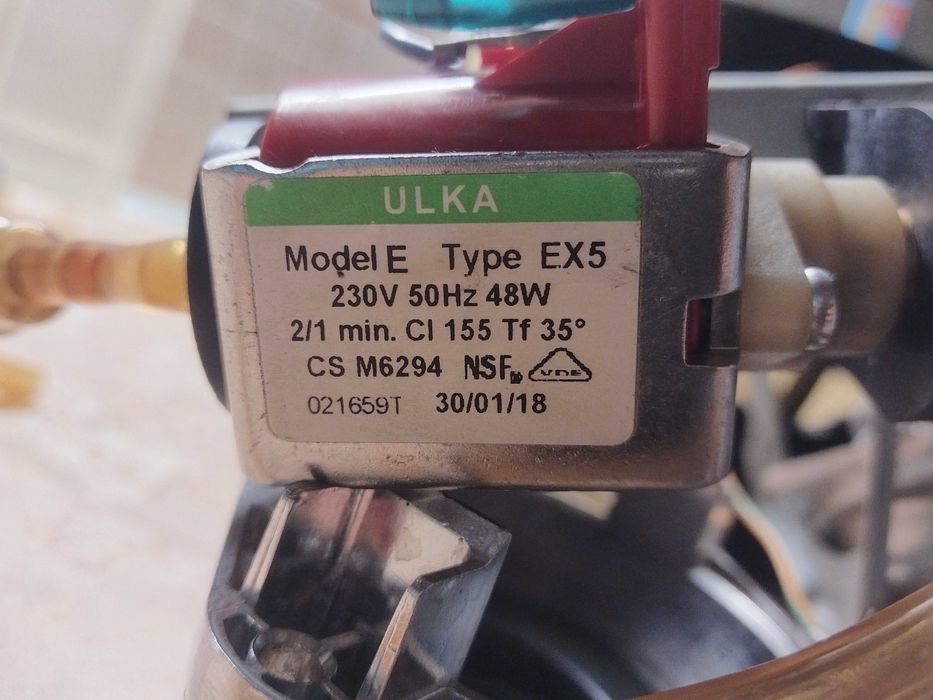 ULKA
Model E Type EX5
230V 50Hz 48W
2/1 min. Cl 155 Tf 35°
CS M6294 NSF® VDE
021659T 30/01/18